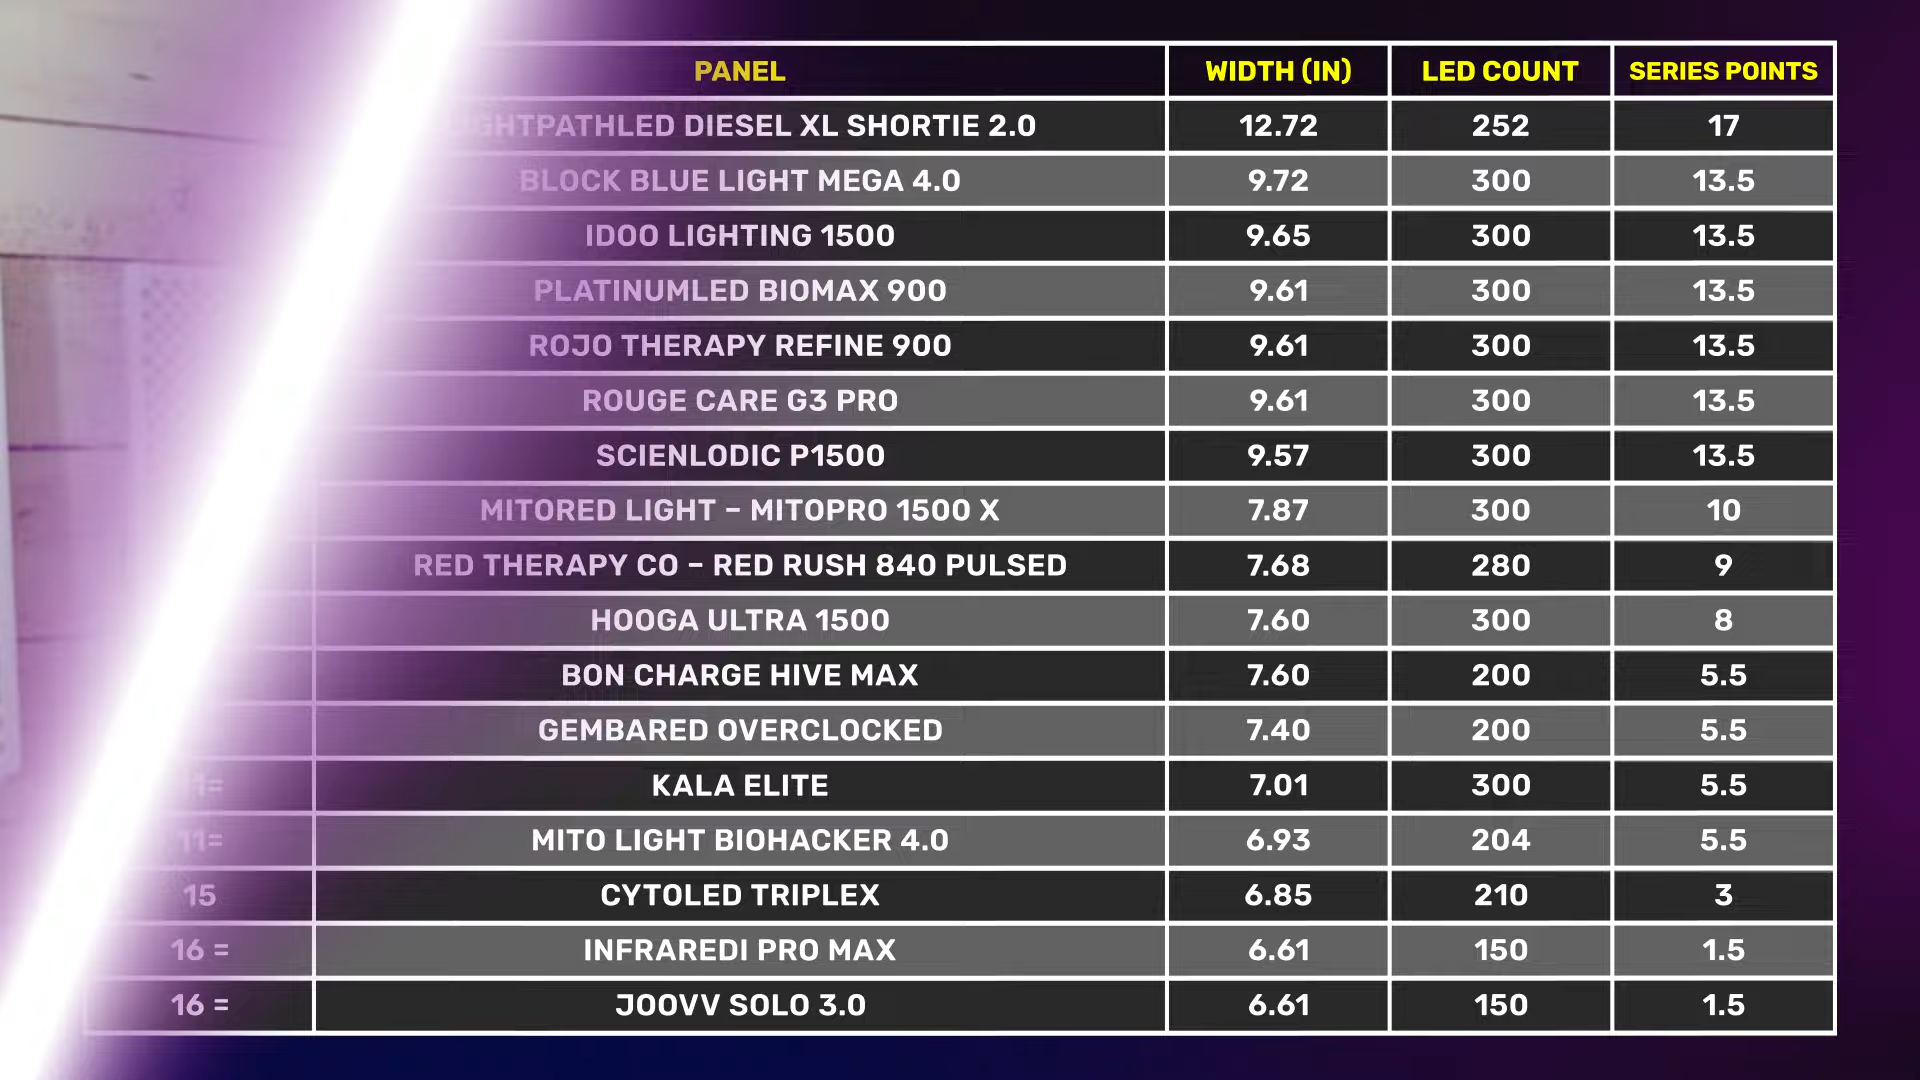 PANEL WIDTH (IN) LED COUNT SERIES POINTS
DIESEL XL SHORTIE 2.0 12.72 252 17
BLOCK BLUE LIGHT MEGA 4.0 9.72 300 13.5
IDOO LIGHTING 1500 9.65 300 13.5
PLATINUMLED BIOMAX 900 9.61 300 13.5
ROJO THERAPY REFINE 900 9.61 300 13.5
ROUGE CARE G3 PRO 9.61 300 13.5
SCIENLODIC P1500 9.57 300 13.5
MITORED LIGHT – MITOPRO 1500 X 7.87 300 10
RED THERAPY CO – RED RUSH 840 PULSED 7.68 280 9
HOOGA ULTRA 1500 7.60 300 8
BON CHARGE HIVE MAX 7.60 200 5.5
GEMBARED OVERCLOCKED 7.40 200 5.5
KALA ELITE 7.01 300 5.5
11= MITO LIGHT BIOHACKER 4.0 6.93 204 5.5
15 CYTOLED TRIPLEX 6.85 210 3
16 = INFRAREDI PRO MAX 6.61 150 1.5
16 = JOOVV SOLO 3.0 6.61 150 1.5